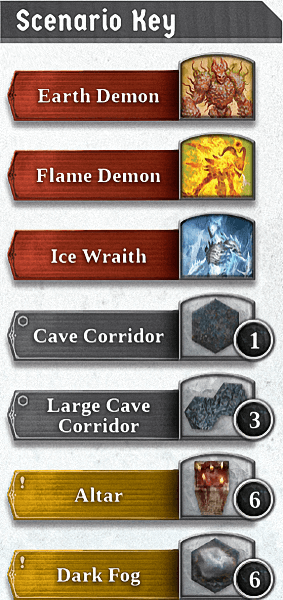 Scenario Key
Earth Demon
Flame Demon
Ice Wraith
Cave Corridor
1
Large Cave
Corridor
3
!
Altar
6
!
Dark Fog
6